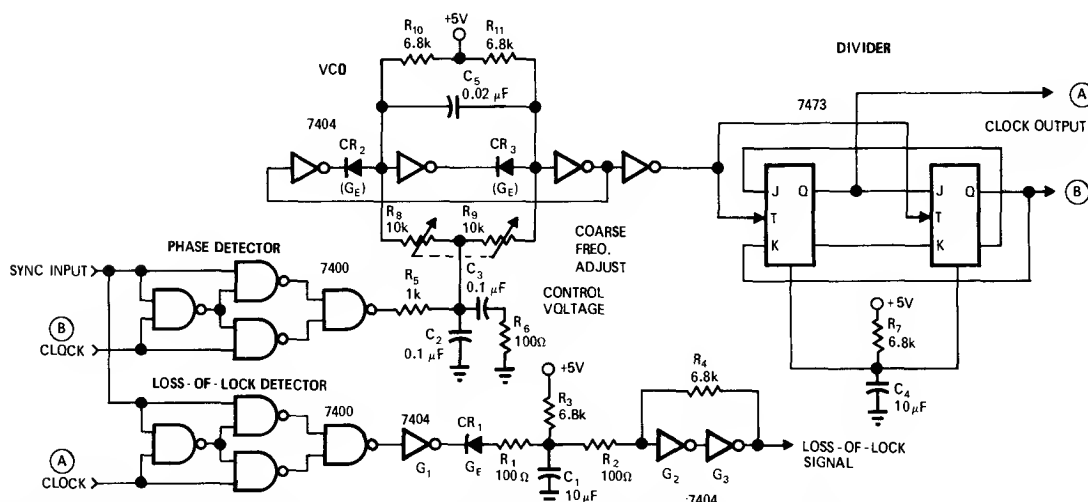 R10
6.8k
+5V
R11
6.8k
DIVIDER
VCO
C5
0.02 μF
7473
A
CLOCK OUTPUT
7404
CR2
(GE)
CR3
(GE)
J
Q
T
K
J
Q
T
K
B
R8
10k
R9
10k
COARSE
FREQ.
ADJUST
PHASE DETECTOR
SYNC INPUT
7400
R5
1k
C3
0.1 μF
CONTROL
VOLTAGE
+5V
R7
6.8k
B
CLOCK
C2
0.1 μF
R6
100Ω
C4
10 μF
LOSS-OF-LOCK
DETECTOR
7400
7404
+5V
R3
6.8k
R4
6.8k
A
CLOCK
G1
CR1
GE
R1
100Ω
C1
10 μF
R2
100Ω
G2
G3
LOSS-OF-LOCK
SIGNAL
7404